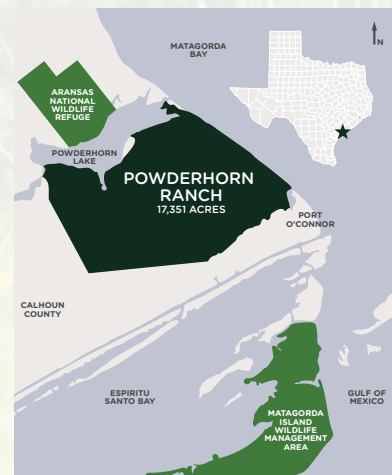 MATAGORDA
BAY
N
ARANSAS
NATIONAL
WILDLIFE
REFUGE
POWDERHORN
LAKE
POWDERHORN
RANCH
17,351 ACRES
PORT
O'CONNOR
CALHOUN
COUNTY
ESPIRITU
SANTO BAY
GULF OF
MEXICO
MATAGORDA
ISLAND
WILDLIFE
MANAGEMENT
AREA